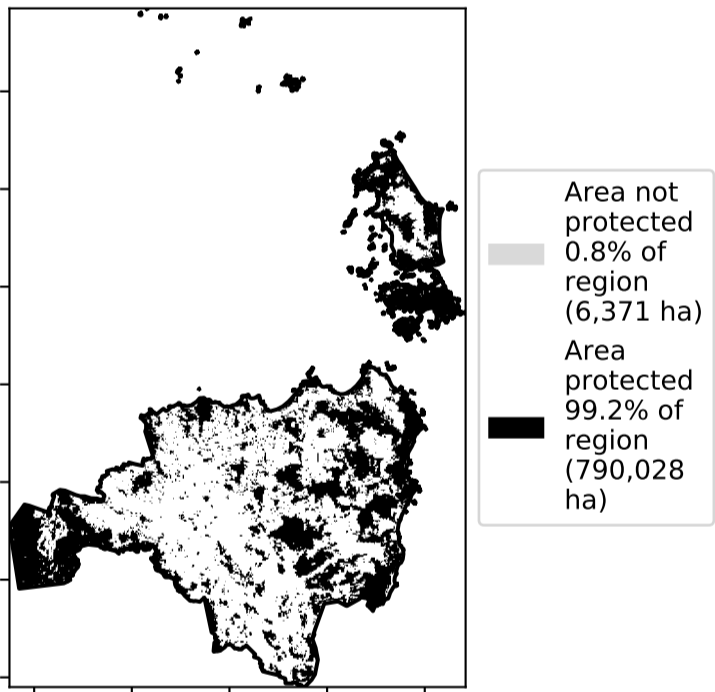 Area not
protected
0.8% of
region
(6,371 ha)
Area
protected
99.2% of
region
(790,028
ha)